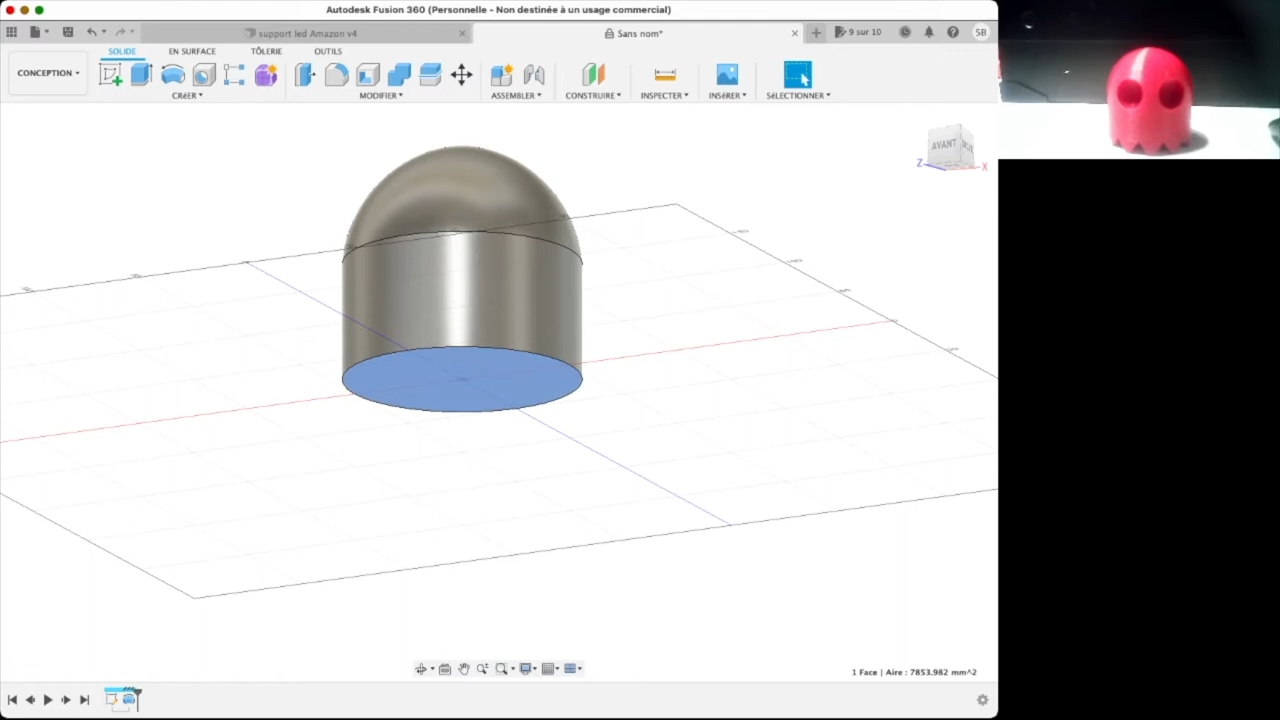 Autodesk Fusion 360 (Personnelle - Non destinée à un usage commercial)
support led Amazon v4
Sans nom*
9 sur 10
SB
SOLIDE
EN SURFACE
TÔLERIE
OUTILS
CONCEPTION
CRÉER
MODIFIER
ASSEMBLER
CONSTRUIRE
INSPECTER
INSÉRER
SÉLECTIONNER
AVANT
Z
X
1 Face | Aire : 7853.982 mm^2